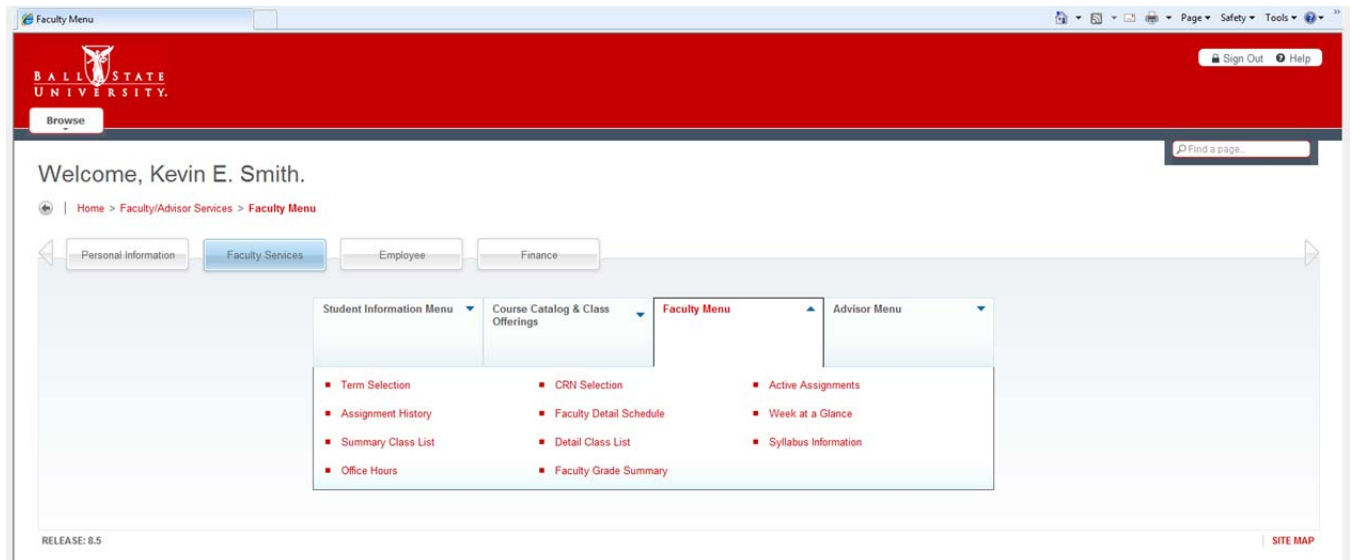 Faculty Menu
Page Safety Tools
BALL STATE
UNIVERSITY.
Sign Out Help
Browse
Find a page...
Welcome, Kevin E. Smith.
Home > Faculty/Advisor Services > Faculty Menu
Personal Information Faculty Services Employee Finance
Student Information Menu Course Catalog & Class Offerings Faculty Menu Advisor Menu
Term Selection CRN Selection Active Assignments
Assignment History Faculty Detail Schedule Week at a Glance
Summary Class List Detail Class List Syllabus Information
Office Hours Faculty Grade Summary
RELEASE: 8.5 SITE MAP